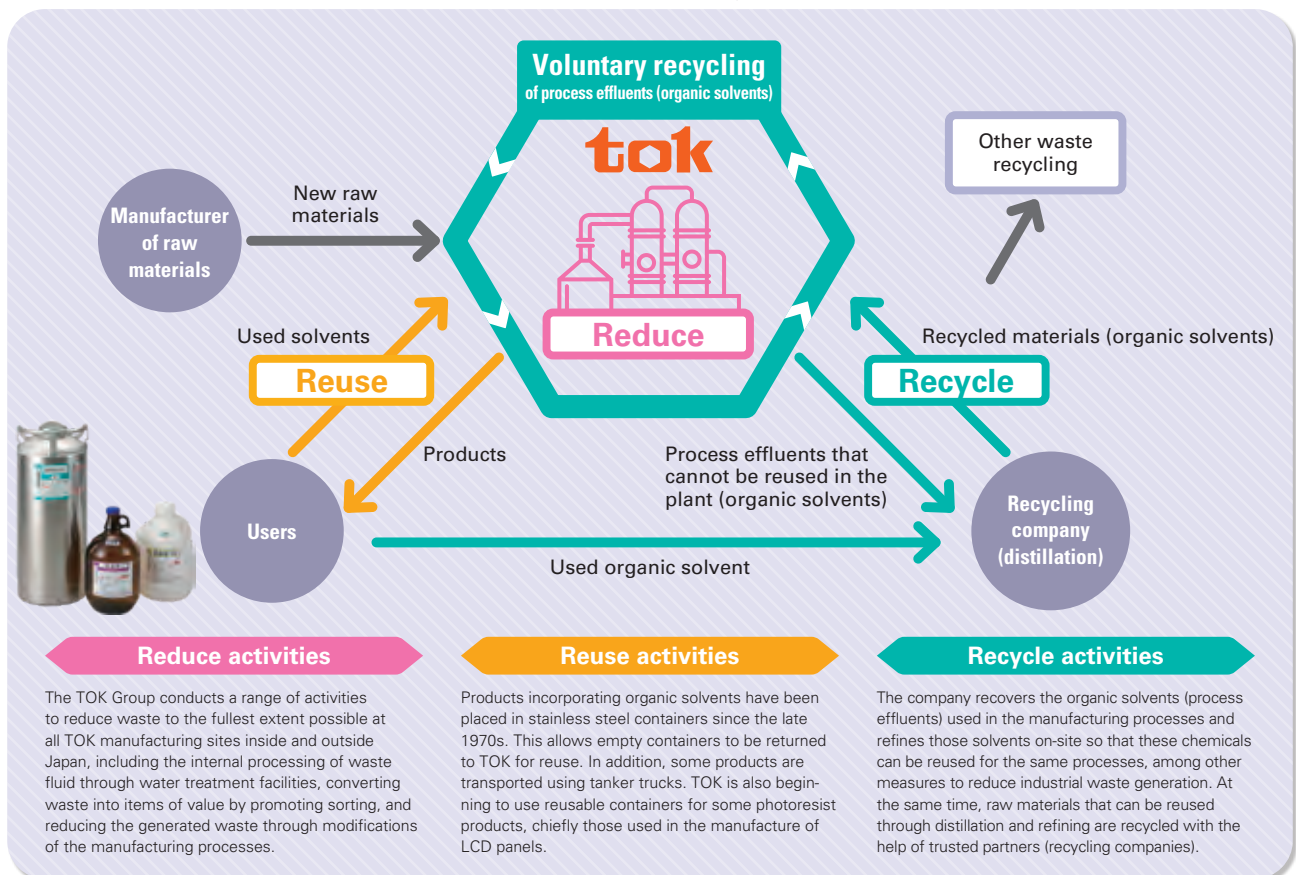 Voluntary recycling
of process effluents (organic solvents)
tok
Reduce
Other waste
recycling
New raw
materials
Manufacturer
of raw
materials
Used solvents
Reuse
Recycled materials (organic solvents)
Recycle
Products
Process effluents that
cannot be reused in the
plant (organic solvents)
Users
Recycling
company
(distillation)
Used organic solvent
Reduce activities
The TOK Group conducts a range of activities
to reduce waste to the fullest extent possible at
all TOK manufacturing sites inside and outside
Japan, including the internal processing of waste
fluid through water treatment facilities, converting
waste into items of value by promoting sorting, and
reducing the generated waste through modifications
of the manufacturing processes.
Reuse activities
Products incorporating organic solvents have been
placed in stainless steel containers since the late
1970s. This allows empty containers to be returned
to TOK for reuse. In addition, some products are
transported using tanker trucks. TOK is also begin-
ning to use reusable containers for some photoresist
products, chiefly those used in the manufacture of
LCD panels.
Recycle activities
The company recovers the organic solvents (process
effluents) used in the manufacturing processes and
refines those solvents on-site so that these chemicals
can be reused for the same processes, among other
measures to reduce industrial waste generation. At
the same time, raw materials that can be reused
through distillation and refining are recycled with the
help of trusted partners (recycling companies).